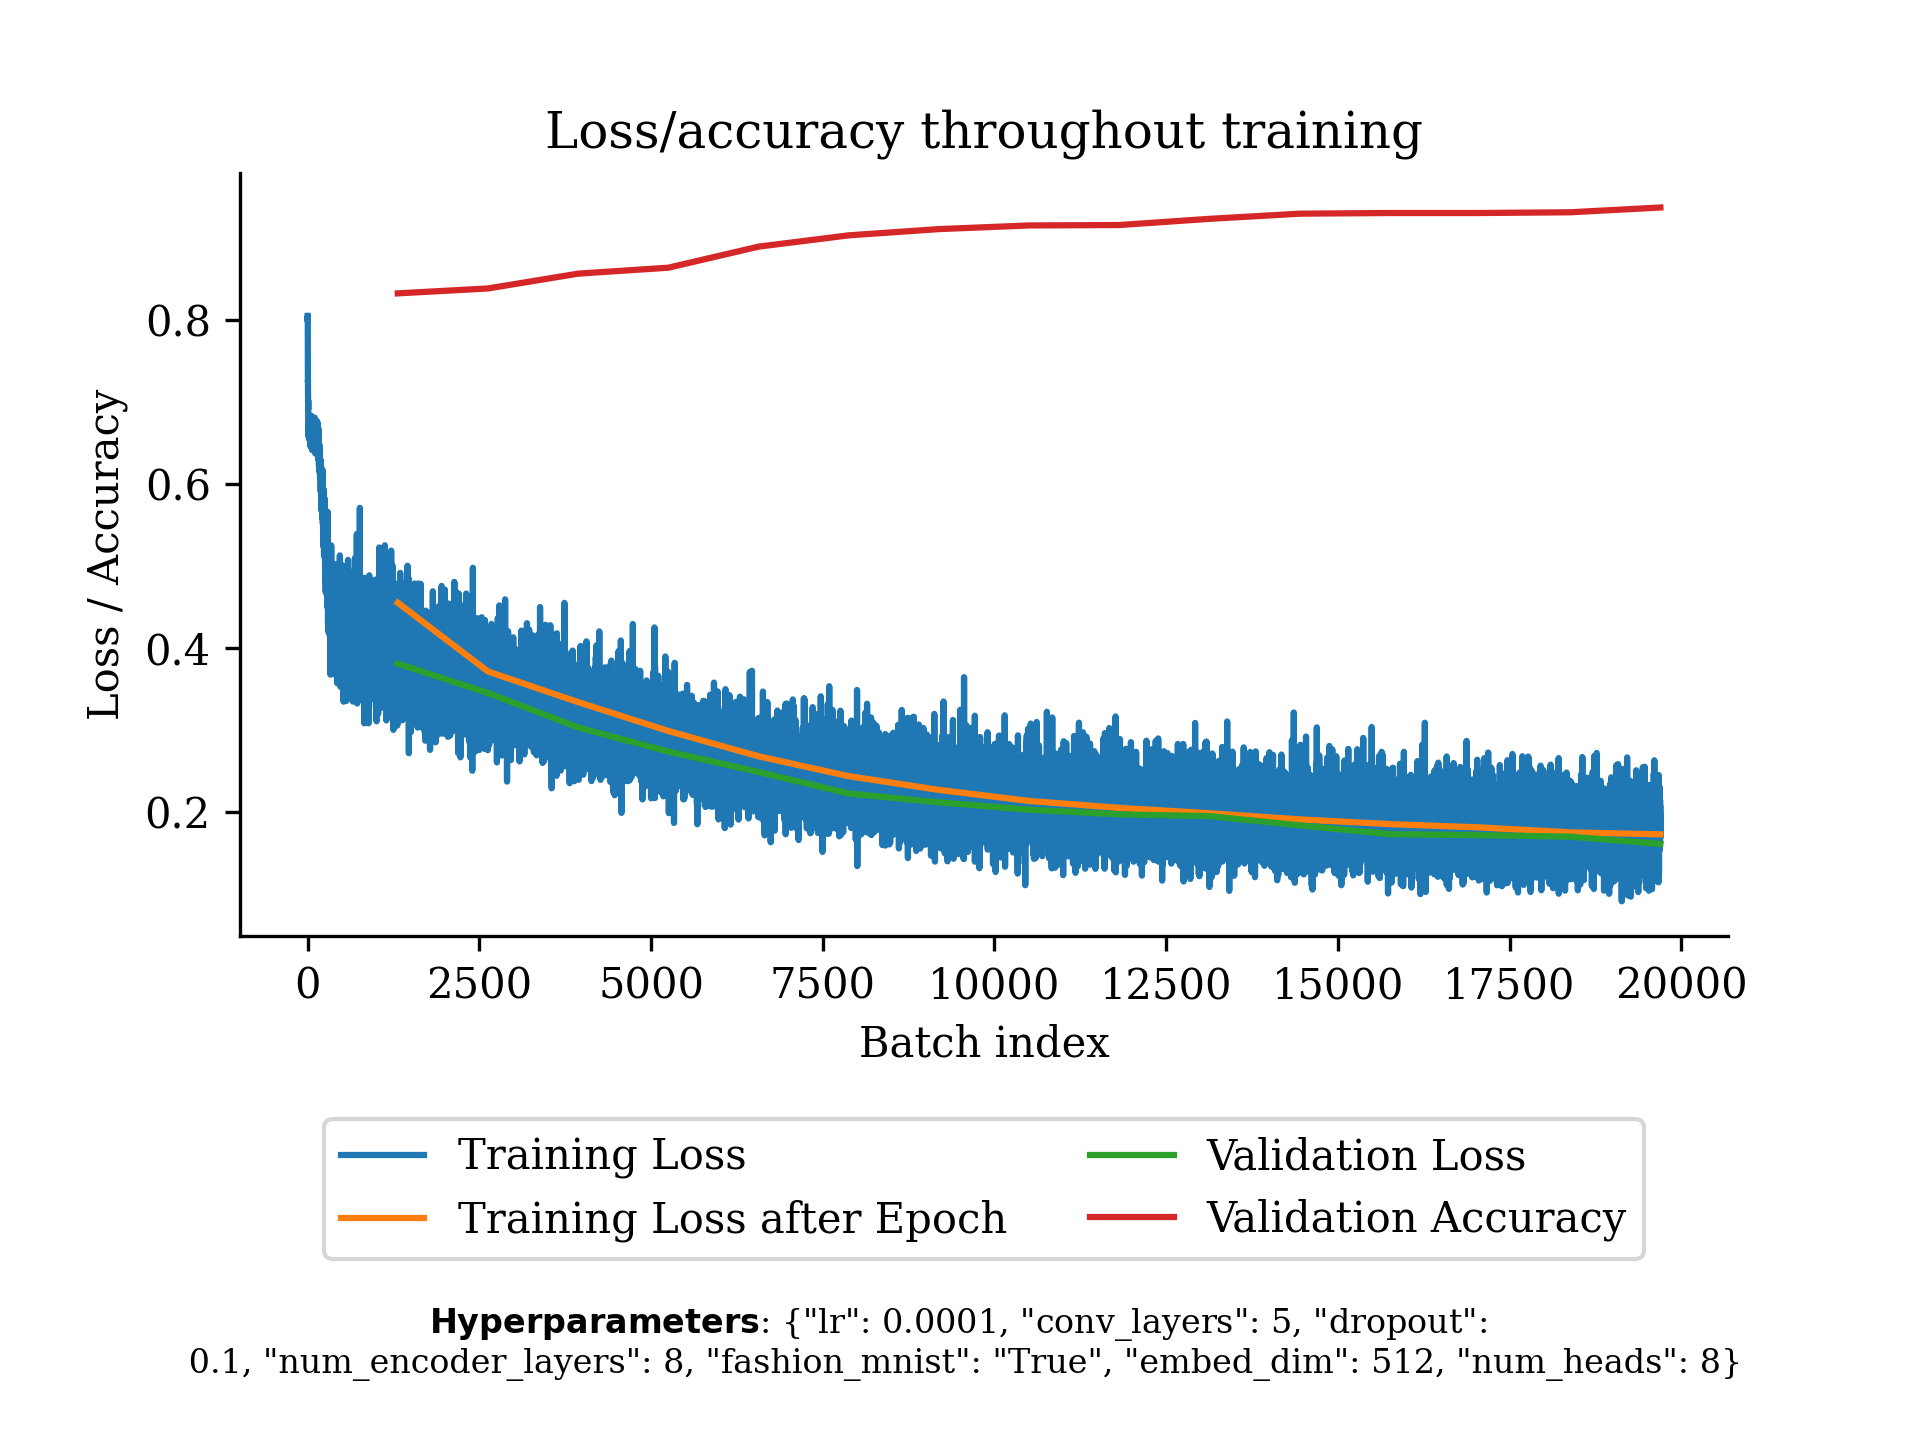 Loss/accuracy throughout training
Loss / Accuracy
0.8
0.6
0.4
0.2
0 2500 5000 7500 10000 12500 15000 17500 20000
Batch index
Training Loss
Training Loss after Epoch
Validation Loss
Validation Accuracy
Hyperparameters: {"lr": 0.0001, "conv_layers": 5, "dropout":
0.1, "num_encoder_layers": 8, "fashion_mnist": "True", "embed_dim": 512, "num_heads": 8}